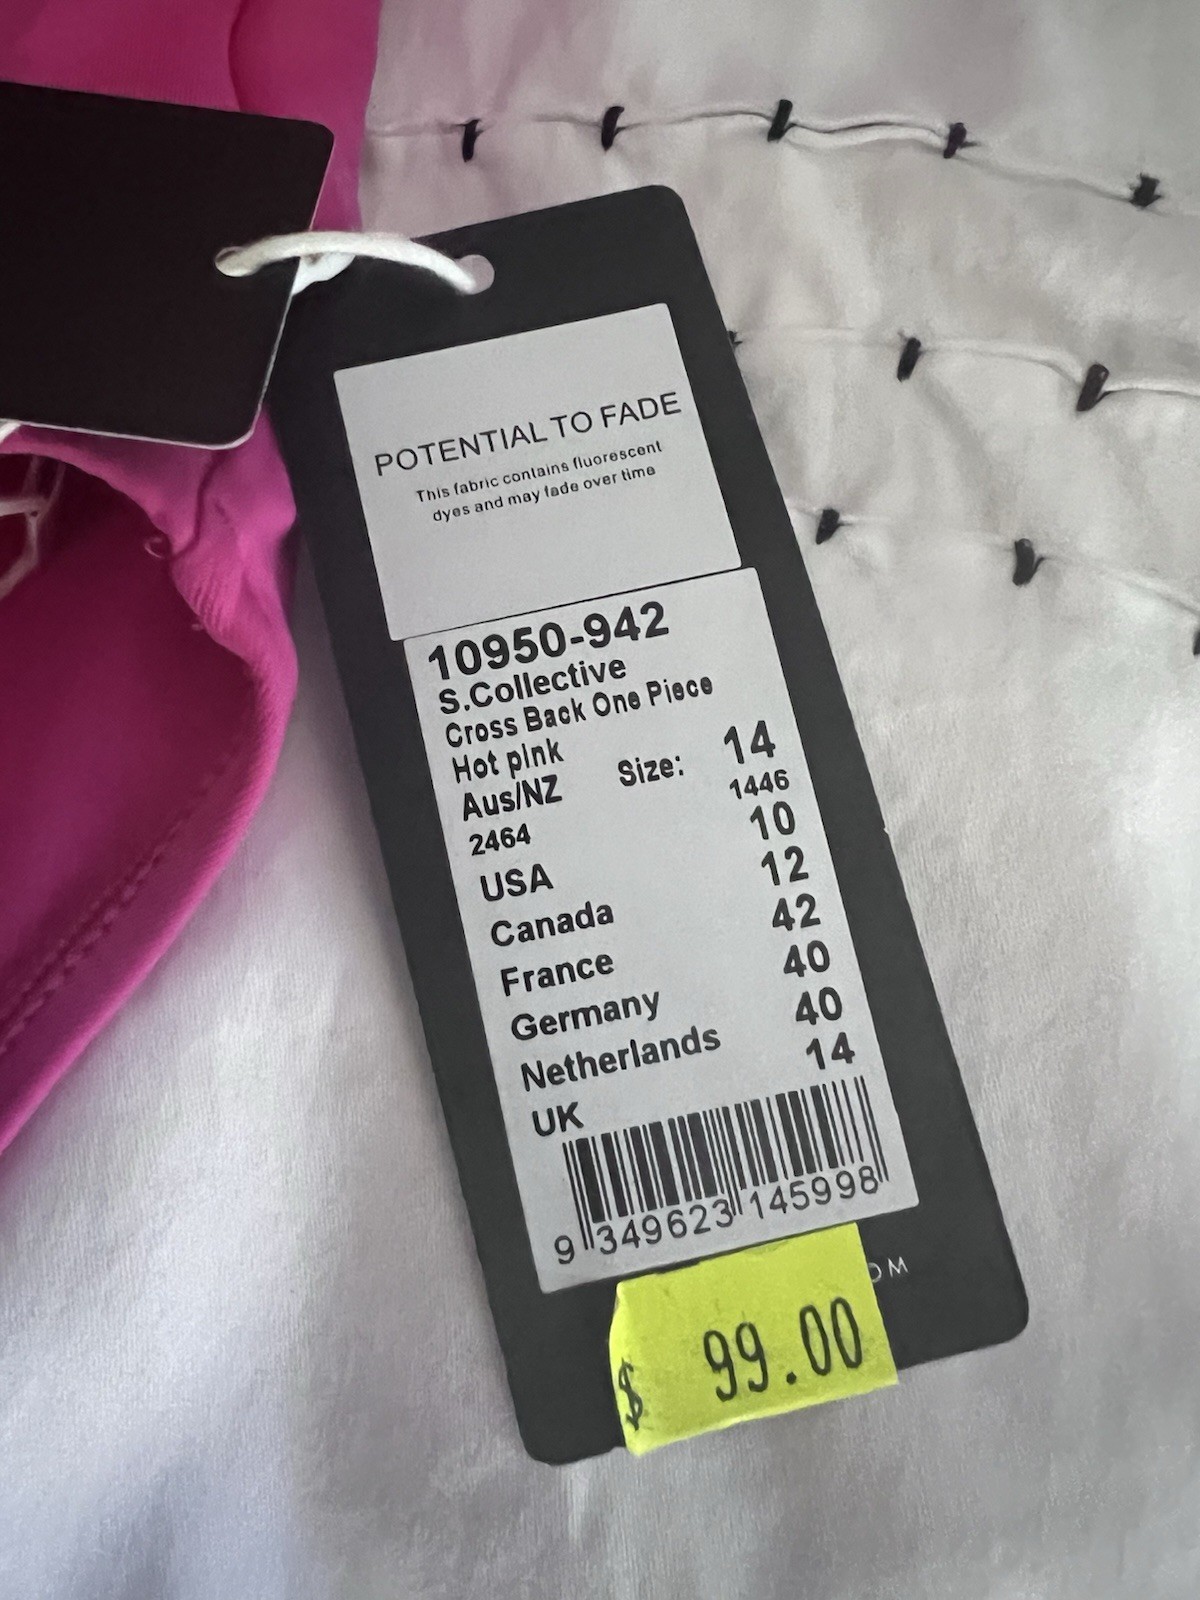 POTENTIAL TO FADE
This fabric contains fluorescent
dyes and may fade over time
10950-942
S.Collective
Cross Back One Piece
Hot pink
Aus/NZ Size: 14
2464 1446
USA 10
Canada 12
France 42
Germany 40
Netherlands 40
UK 14
9 349623 145998
OM
$ 99.00